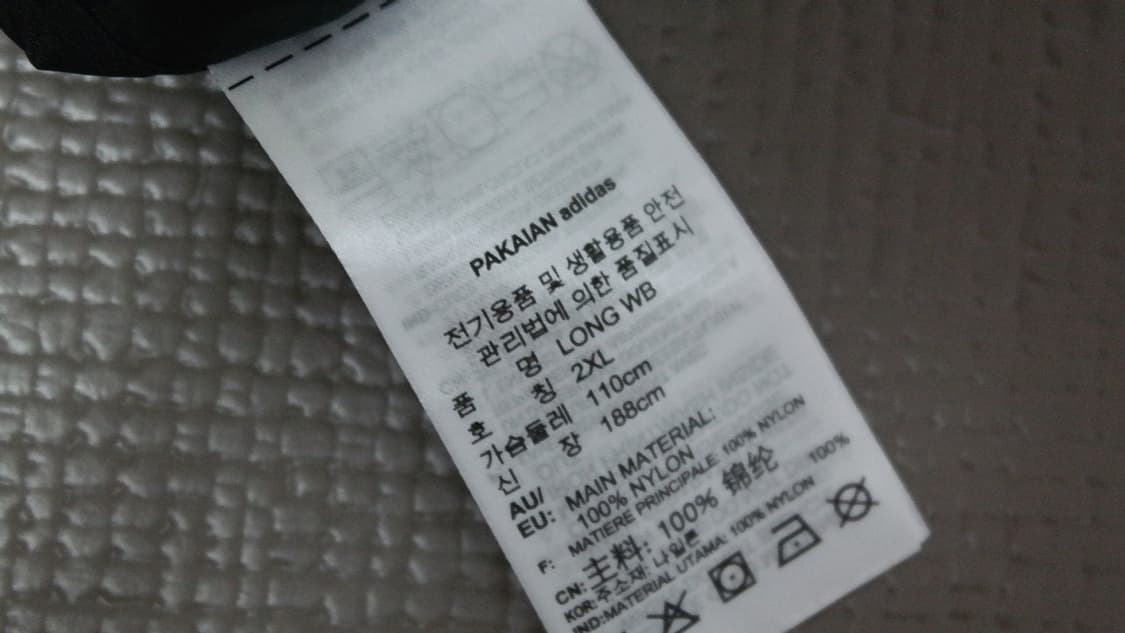 PAKAIAN adidas
전기용품 및 생활용품 안전
관리법에 의한 품질표시
품 명 LONG WB
호 칭 2XL
가슴둘레 110cm
신 장 188cm
AU/
EU: MAIN MATERIAL:
100% NYLON
F: MATIERE PRINCIPALE: 100% NYLON
CN: 主料: 100% 锦纶
KOR: 주소재: 나일론 100%
IND: MATERIAL UTAMA: 100% NYLON